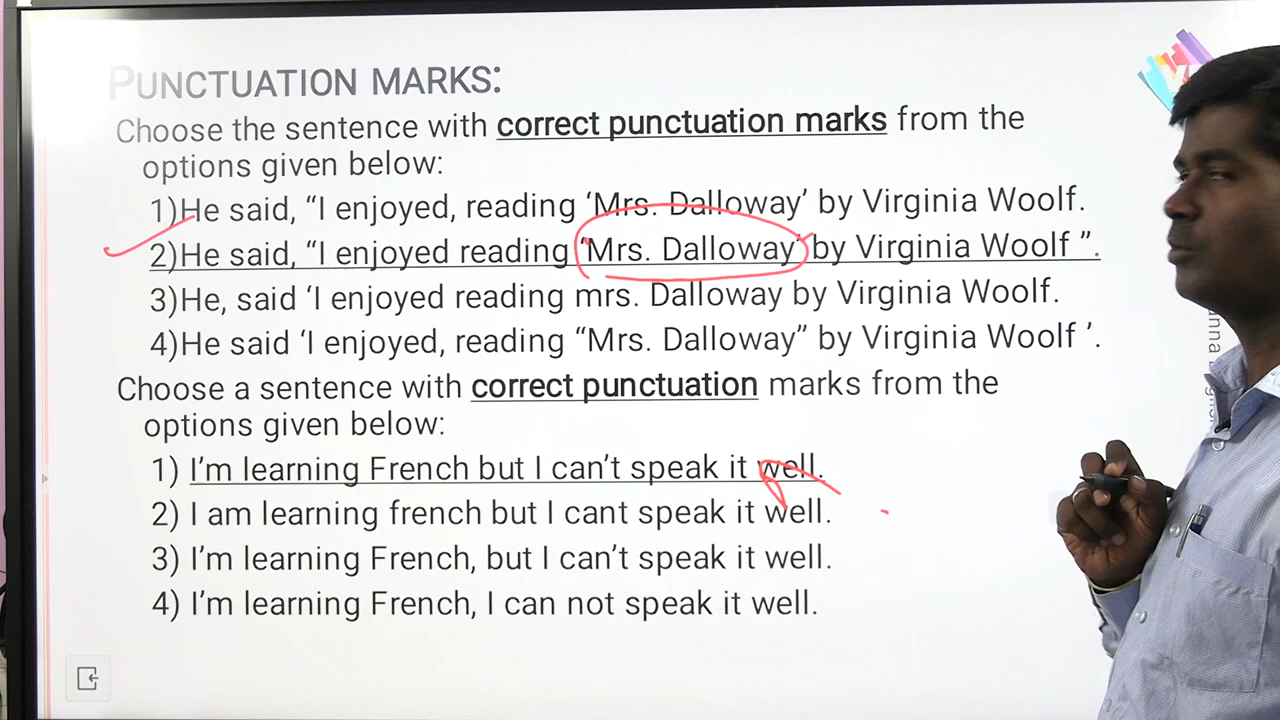 PUNCTUATION MARKS:
Choose the sentence with correct punctuation marks from the
options given below:
1)He said, “I enjoyed, reading ‘Mrs. Dalloway’ by Virginia Woolf.
2)He said, “I enjoyed reading ‘Mrs. Dalloway’ by Virginia Woolf ”.
3)He, said ‘I enjoyed reading mrs. Dalloway by Virginia Woolf.
4)He said ‘I enjoyed, reading “Mrs. Dalloway” by Virginia Woolf ’.
Choose a sentence with correct punctuation marks from the
options given below:
1) I’m learning French but I can’t speak it well.
2) I am learning french but I cant speak it well.
3) I’m learning French, but I can’t speak it well.
4) I’m learning French, I can not speak it well.